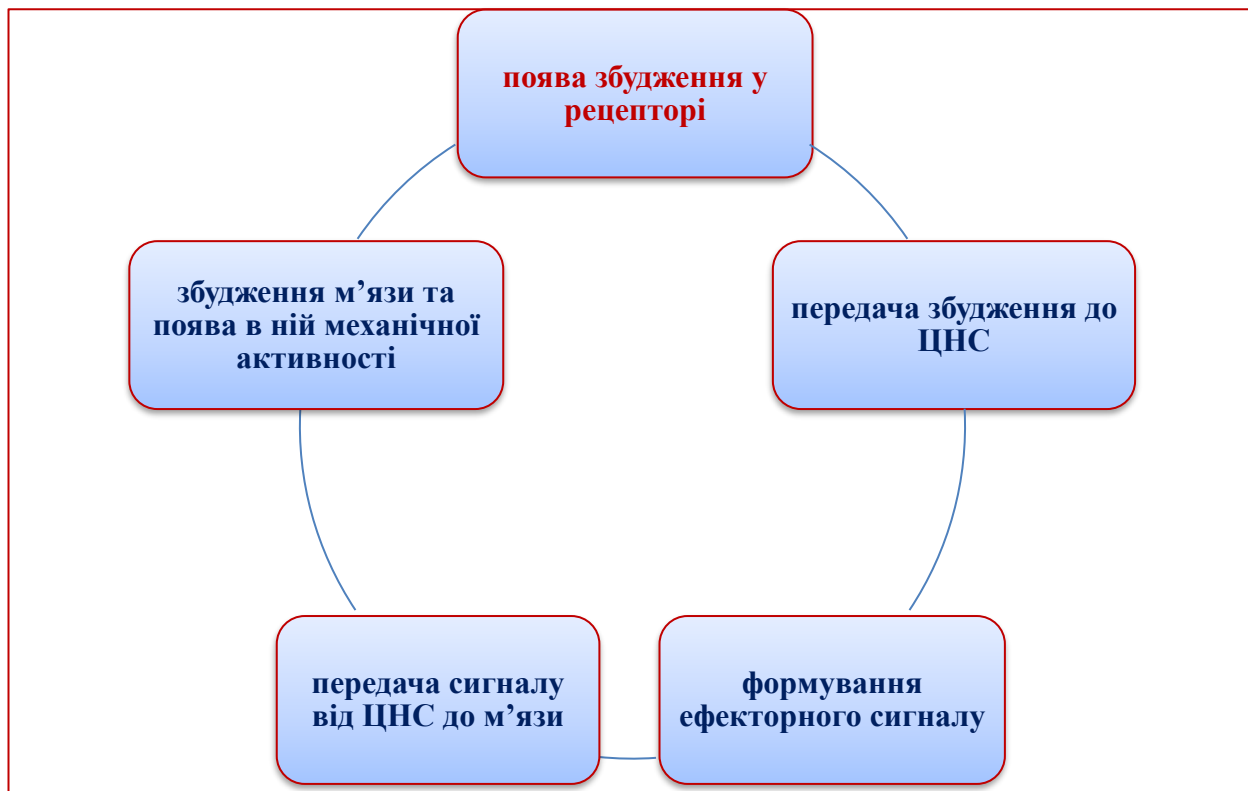 поява збудження у
рецепторі
збудження м’язи та
поява в ній механічної
активності
передача збудження до
ЦНС
передача сигналу
від ЦНС до м’язи
формування
ефекторного сигналу